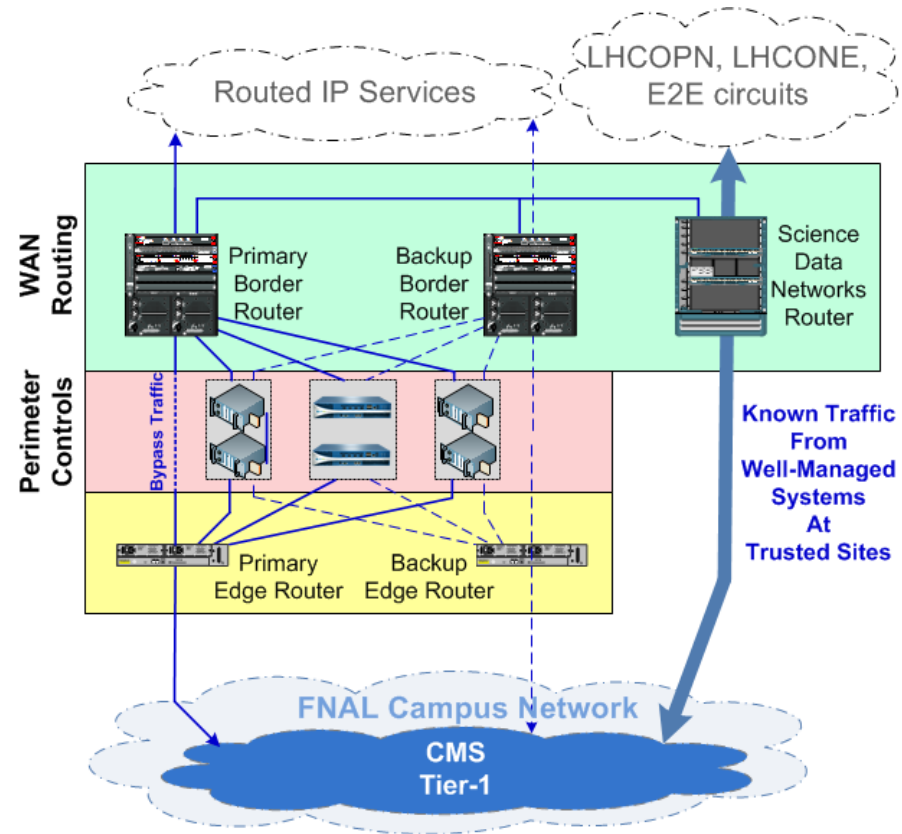 Routed IP Services
LHCOPN, LHCONE,
E2E circuits
WAN
Routing
Primary
Border
Router
Backup
Border
Router
Science
Data
Networks
Router
Perimeter
Controls
Bypass Traffic
Known Traffic
From
Well-Managed
Systems
At
Trusted Sites
Primary
Edge Router
Backup
Edge Router
FNAL Campus Network
CMS
Tier-1